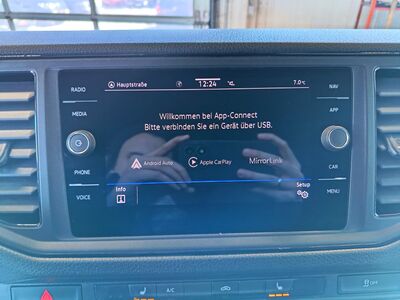 Hauptstraße 12:24 7.0°C
RADIO
NAV
Willkommen bei App-Connect
MEDIA
APP
Bitte verbinden Sie ein Gerät über USB.
Android Auto Apple CarPlay MirrorLink
PHONE
CAR
Info
Setup
VOICE
MENU
A/C
OFF